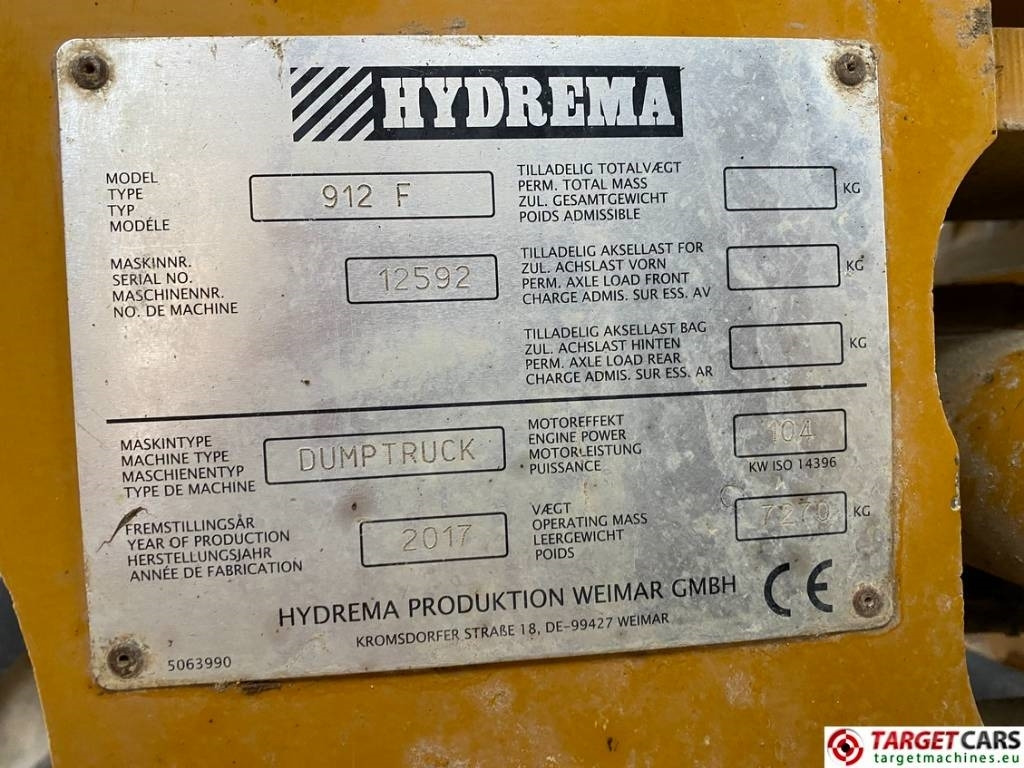 HYDREMA
MODEL
TYPE
TYP
MODÉLE
912 F
TILLADELIG TOTALVÆGT
PERM. TOTAL MASS
ZUL. GESAMTGEWICHT
POIDS ADMISSIBLE
KG
MASKINNR.
SERIAL NO.
MASCHINENNR.
NO. DE MACHINE
12592
TILLADELIG AKSELLAST FOR
ZUL. ACHSLAST VORN
PERM. AXLE LOAD FRONT
CHARGE ADMIS. SUR ESS. AV
KG
TILLADELIG AKSELLAST BAG
ZUL. ACHSLAST HINTEN
PERM. AXLE LOAD REAR
CHARGE ADMIS. SUR ESS. AR
KG
MASKINTYPE
MACHINE TYPE
MASCHIENENTYP
TYPE DE MACHINE
DUMPTRUCK
MOTOREFFEKT
ENGINE POWER
MOTORLEISTUNG
PUISSANCE
104
KW ISO 14396
FREMSTILLINGSÅR
YEAR OF PRODUCTION
HERSTELLUNGSJAHR
ANNÉE DE FABRICATION
2017
VÆGT
OPERATING MASS
LEERGEWICHT
POIDS
7270
KG
HYDREMA PRODUKTION WEIMAR GMBH
KROMSDORFER STRAßE 18, DE-99427 WEIMAR
CE
5063990
TARGETCARS
targetmachines.eu